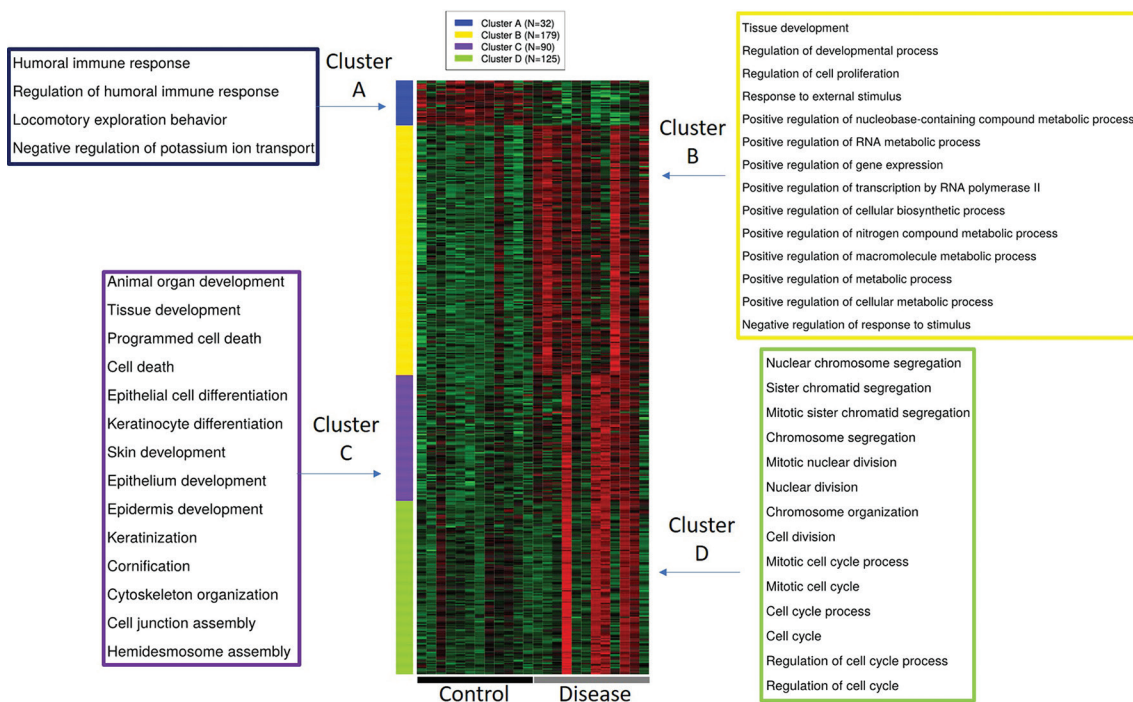 Cluster A (N=32)
Cluster B (N=179)
Cluster C (N=90)
Cluster D (N=125)
Humoral immune response
Regulation of humoral immune response
Locomotory exploration behavior
Negative regulation of potassium ion transport
Cluster
A
Tissue development
Regulation of developmental process
Regulation of cell proliferation
Response to external stimulus
Positive regulation of nucleobase-containing compound metabolic process
Positive regulation of RNA metabolic process
Positive regulation of gene expression
Positive regulation of transcription by RNA polymerase II
Positive regulation of cellular biosynthetic process
Positive regulation of nitrogen compound metabolic process
Positive regulation of macromolecule metabolic process
Positive regulation of metabolic process
Positive regulation of cellular metabolic process
Negative regulation of response to stimulus
Cluster
B
Animal organ development
Tissue development
Programmed cell death
Cell death
Epithelial cell differentiation
Keratinocyte differentiation
Skin development
Epithelium development
Epidermis development
Keratinization
Cornification
Cytoskeleton organization
Cell junction assembly
Hemidesmosome assembly
Cluster
C
Nuclear chromosome segregation
Sister chromatid segregation
Mitotic sister chromatid segregation
Chromosome segregation
Mitotic nuclear division
Nuclear division
Chromosome organization
Cell division
Mitotic cell cycle process
Mitotic cell cycle
Cell cycle process
Cell cycle
Regulation of cell cycle process
Regulation of cell cycle
Cluster
D
Control
Disease